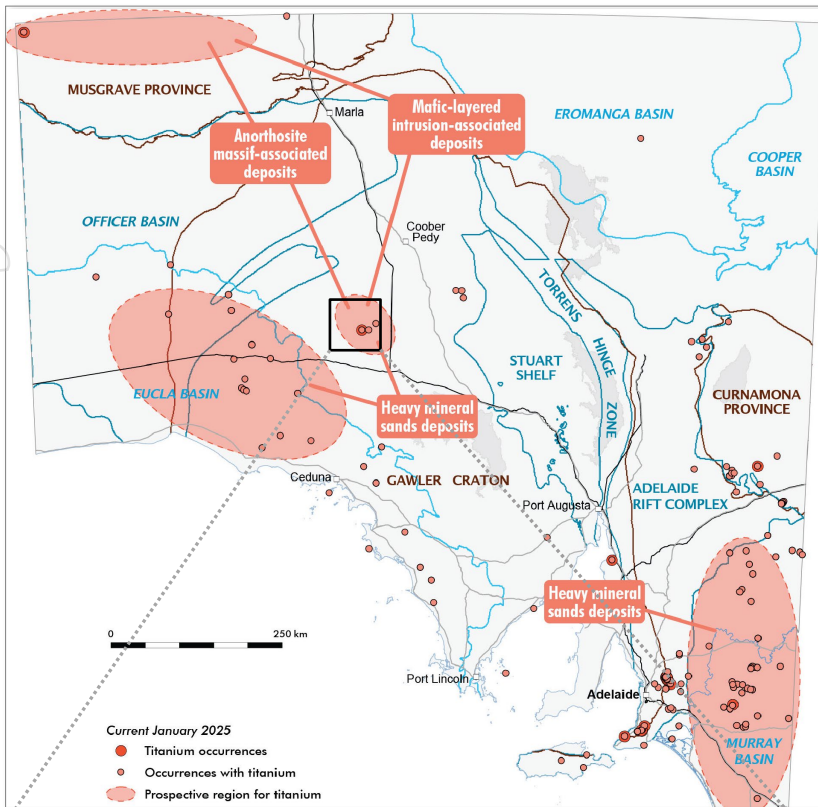 MUSGRAVE PROVINCE
Marla
Mafic-layered
intrusion-associated
deposits
EROMANGA BASIN
COOPER
BASIN
Anorthosite
massif-associated
deposits
OFFICER BASIN
Coober
Pedy
TORRENS
HINGE
ZONE
STUART
SHELF
EUCLA BASIN
Heavy mineral
sands deposits
CURNAMONA
PROVINCE
Ceduna
GAWLER CRATON
ADELAIDE
RIFT COMPLEX
Port Augusta
Heavy mineral
sands deposits
0 250 km
Port Lincoln
Adelaide
MURRAY
BASIN
Current January 2025
Titanium occurrences
Occurrences with titanium
Prospective region for titanium